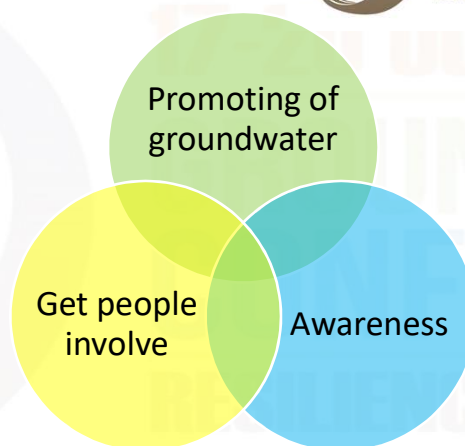 Promoting of
groundwater
Get people
involve
Awareness